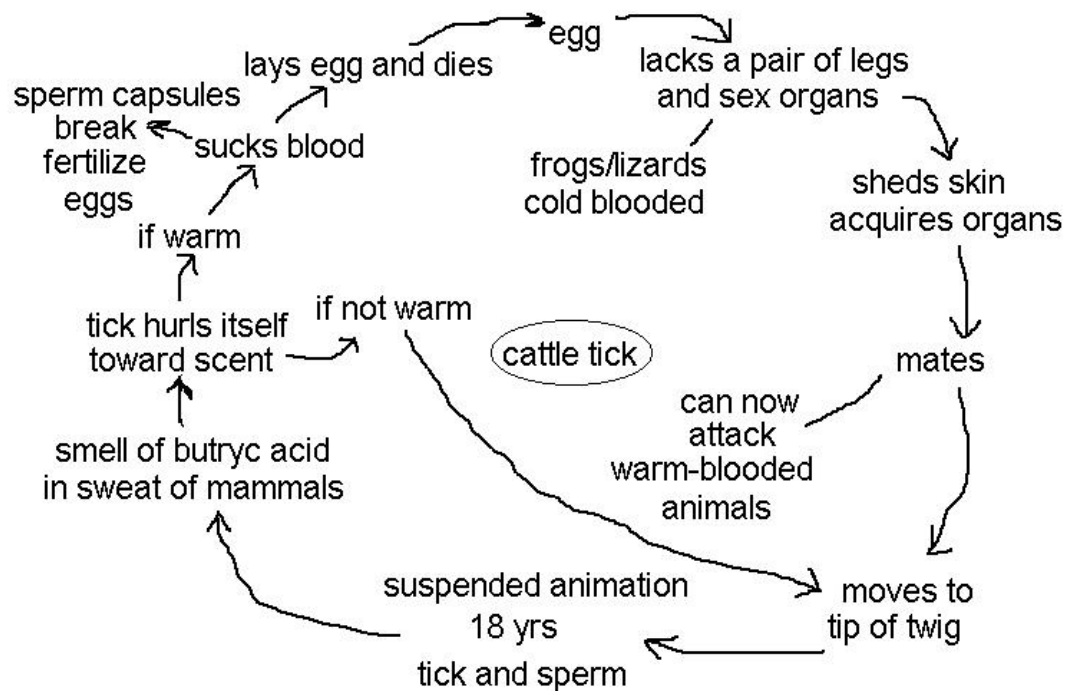 egg
lacks a pair of legs
and sex organs
frogs/lizards
cold blooded
sheds skin
acquires organs
mates
can now
attack
warm-blooded
animals
moves to
tip of twig
suspended animation
18 yrs
tick and sperm
smell of butryc acid
in sweat of mammals
tick hurls itself
toward scent
if not warm
if warm
sucks blood
sperm capsules
break
fertilize
eggs
lays egg and dies
cattle tick